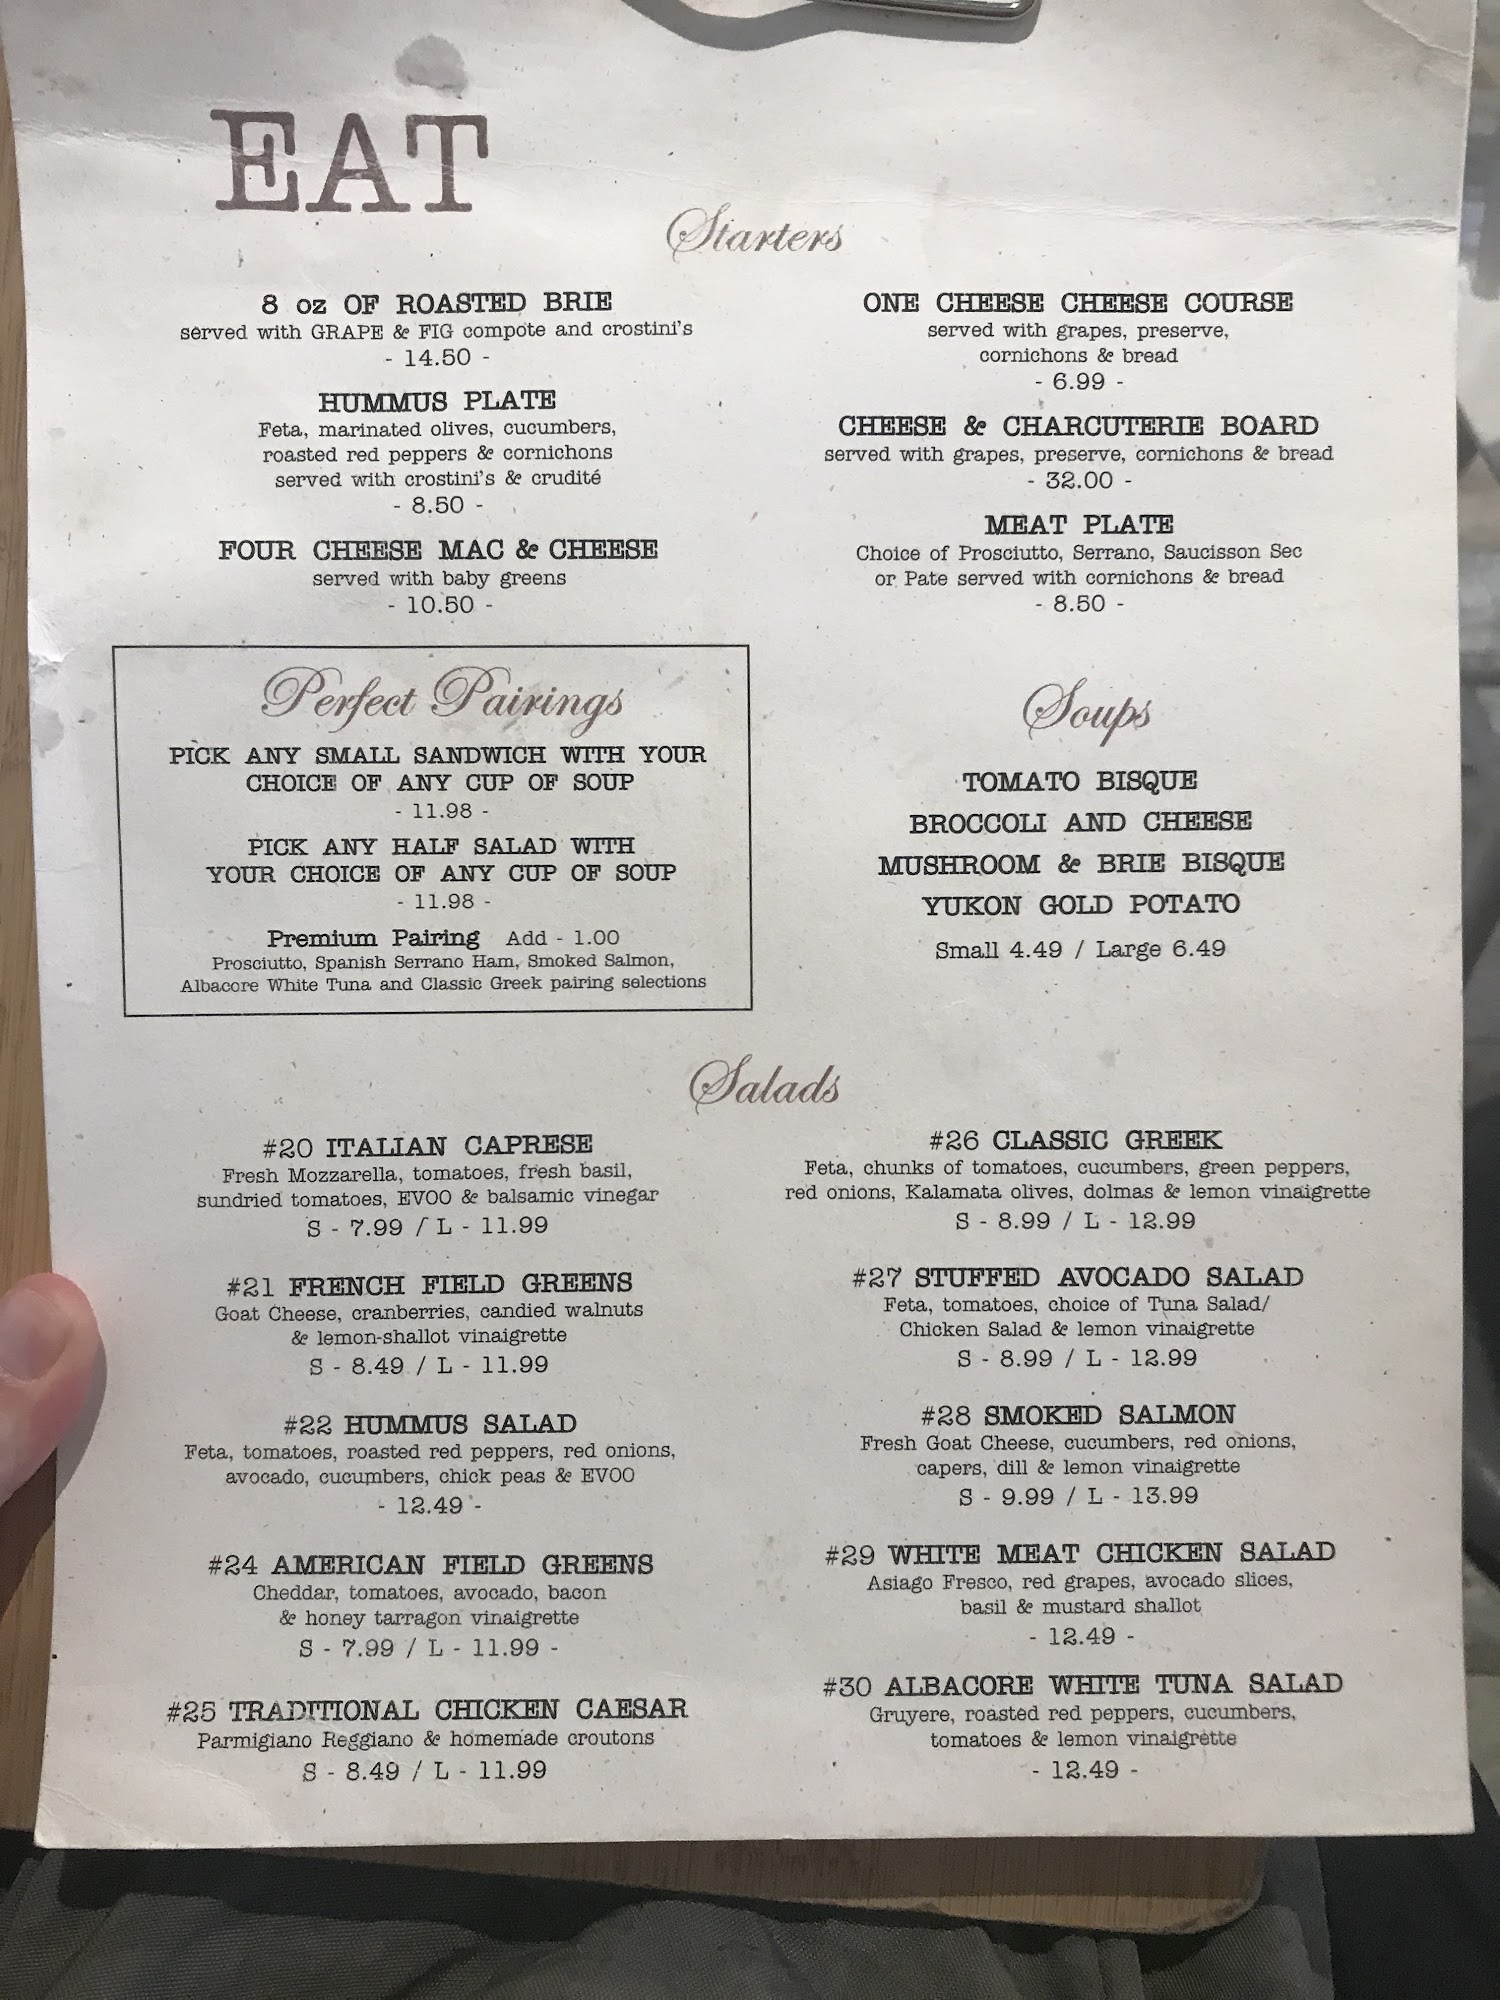 EAT
Starters
8 oz OF ROASTED BRIE
served with GRAPE & FIG compote and crostini's
- 14.50 -
HUMMUS PLATE
Feta, marinated olives, cucumbers,
roasted red peppers & cornichons
served with crostini's & crudité
- 8.50 -
FOUR CHEESE MAC & CHEESE
served with baby greens
- 10.50 -
ONE CHEESE CHEESE COURSE
served with grapes, preserve,
cornichons & bread
- 6.99 -
CHEESE & CHARCUTERIE BOARD
served with grapes, preserve, cornichons & bread
- 32.00 -
MEAT PLATE
Choice of Prosciutto, Serrano, Saucisson Sec
or Pate served with cornichons & bread
- 8.50 -
Perfect Pairings
PICK ANY SMALL SANDWICH WITH YOUR
CHOICE OF ANY CUP OF SOUP
- 11.98 -
PICK ANY HALF SALAD WITH
YOUR CHOICE OF ANY CUP OF SOUP
- 11.98 -
Premium Pairing Add - 1.00
Prosciutto, Spanish Serrano Ham, Smoked Salmon,
Albacore White Tuna and Classic Greek pairing selections
Soups
TOMATO BISQUE
BROCCOLI AND CHEESE
MUSHROOM & BRIE BISQUE
YUKON GOLD POTATO
Small 4.49 / Large 6.49
Salads
#20 ITALIAN CAPRESE
Fresh Mozzarella, tomatoes, fresh basil,
sundried tomatoes, EVOO & balsamic vinegar
S - 7.99 / L - 11.99
#21 FRENCH FIELD GREENS
Goat Cheese, cranberries, candied walnuts
& lemon-shallot vinaigrette
S - 8.49 / L - 11.99
#22 HUMMUS SALAD
Feta, tomatoes, roasted red peppers, red onions,
avocado, cucumbers, chick peas & EVOO
- 12.49 -
#24 AMERICAN FIELD GREENS
Cheddar, tomatoes, avocado, bacon
& honey tarragon vinaigrette
S - 7.99 / L - 11.99 -
#25 TRADITIONAL CHICKEN CAESAR
Parmigiano Reggiano & homemade croutons
S - 8.49 / L - 11.99
#26 CLASSIC GREEK
Feta, chunks of tomatoes, cucumbers, green peppers,
red onions, Kalamata olives, dolmas & lemon vinaigrette
S - 8.99 / L - 12.99
#27 STUFFED AVOCADO SALAD
Feta, tomatoes, choice of Tuna Salad/
Chicken Salad & lemon vinaigrette
S - 8.99 / L - 12.99
#28 SMOKED SALMON
Fresh Goat Cheese, cucumbers, red onions,
capers, dill & lemon vinaigrette
S - 9.99 / L - 13.99
#29 WHITE MEAT CHICKEN SALAD
Asiago Fresco, red grapes, avocado slices,
basil & mustard shallot
- 12.49 -
#30 ALBACORE WHITE TUNA SALAD
Gruyere, roasted red peppers, cucumbers,
tomatoes & lemon vinaigrette
- 12.49 -